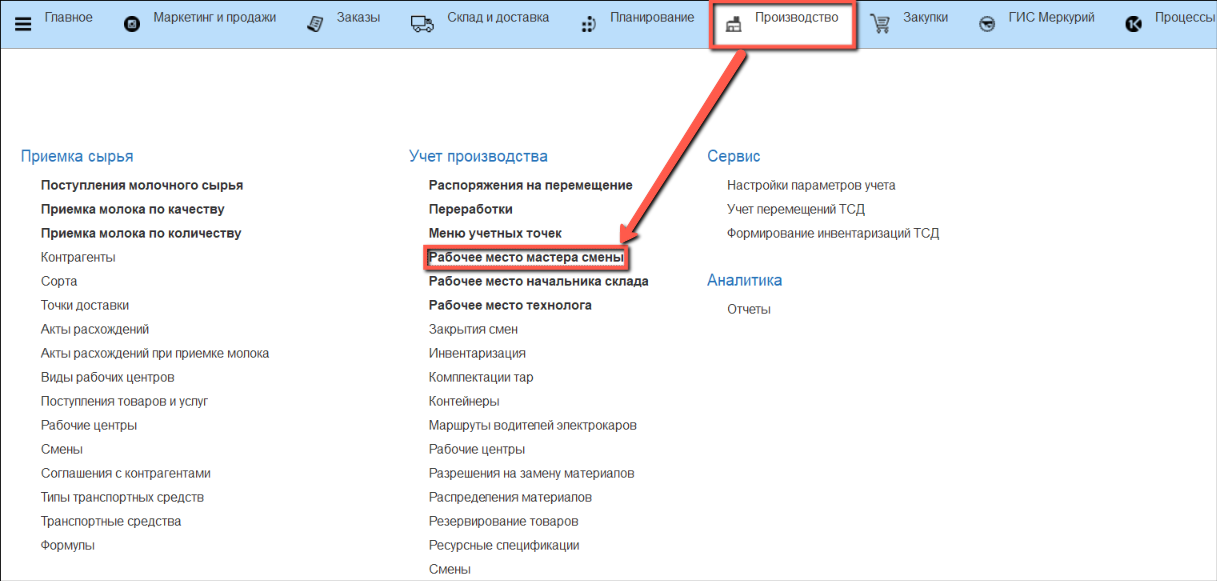 Главное
Маркетинг и продажи
Заказы
Склад и доставка
Планирование
Производство
Закупки
ГИС Меркурий
Процессы
Приемка сырья
Поступления молочного сырья
Приемка молока по качеству
Приемка молока по количеству
Контрагенты
Сорта
Точки доставки
Акты расхождений
Акты расхождений при приемке молока
Виды рабочих центров
Поступления товаров и услуг
Рабочие центры
Смены
Соглашения с контрагентами
Типы транспортных средств
Транспортные средства
Формулы
Учет производства
Распоряжения на перемещение
Переработки
Меню учетных точек
Рабочее место мастера смены
Рабочее место начальника склада
Рабочее место технолога
Закрытия смен
Инвентаризация
Комплектации тар
Контейнеры
Маршруты водителей электрокаров
Рабочие центры
Разрешения на замену материалов
Распределения материалов
Резервирование товаров
Ресурсные спецификации
Смены
Сервис
Настройки параметров учета
Учет перемещений ТСД
Формирование инвентаризаций ТСД
Аналитика
Отчеты